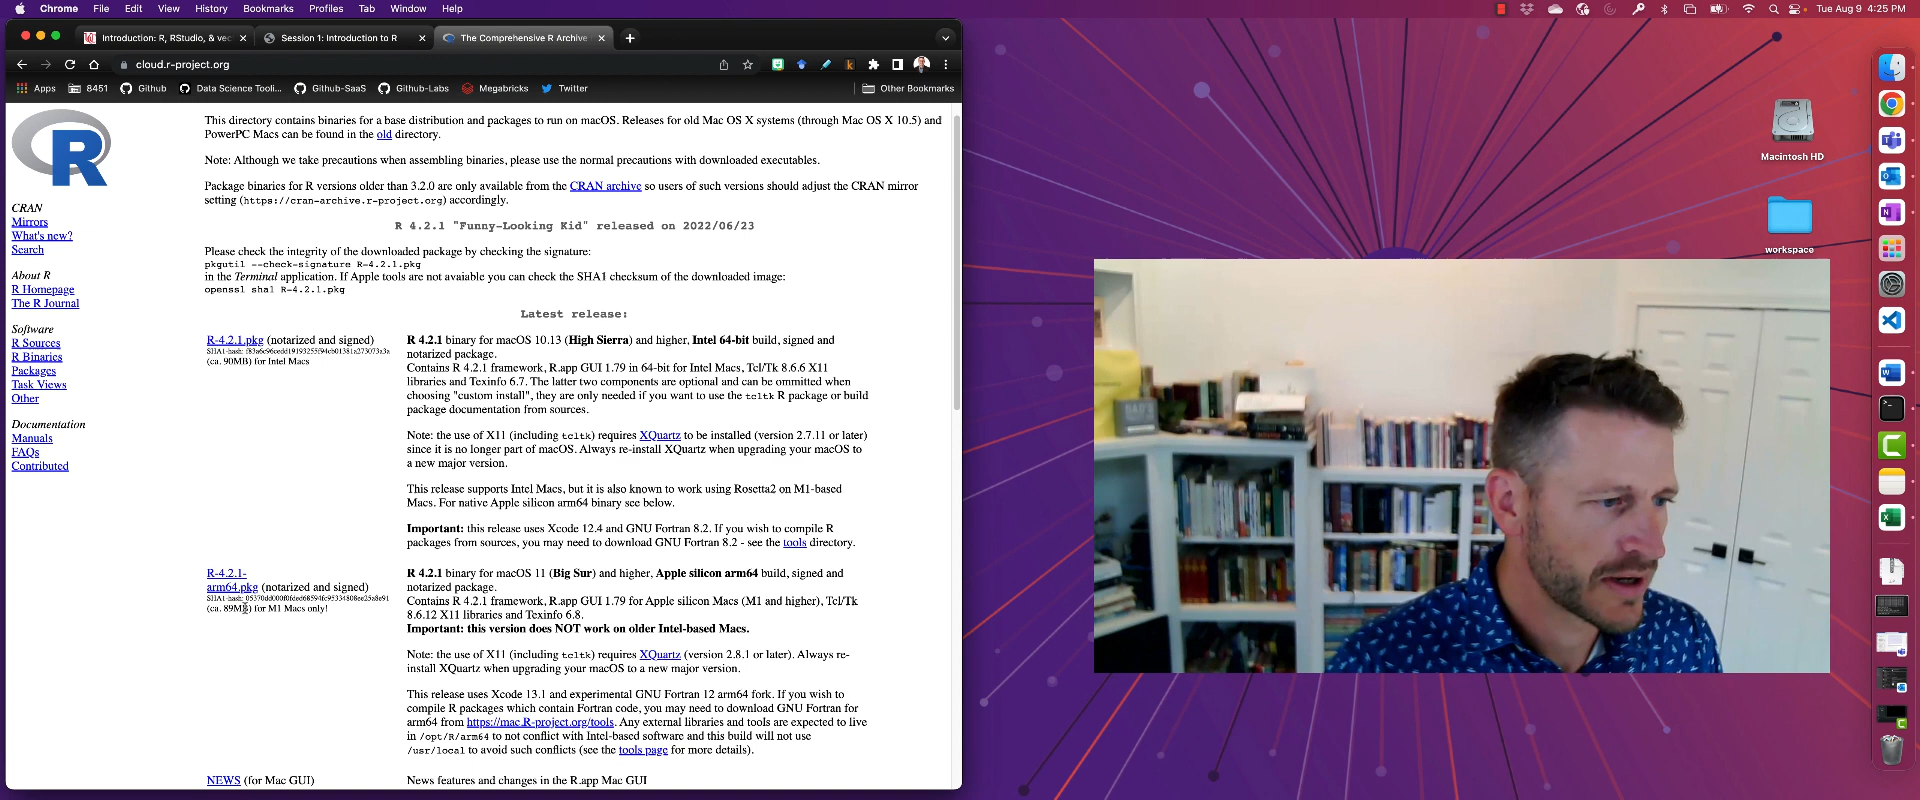 Chrome File Edit View History Bookmarks Profiles Tab Window Help
Tue Aug 9 4:25 PM
Introduction: R, RStudio, & vec
Session 1: Introduction to R
The Comprehensive R Archive
cloud.r-project.org
Apps
8451
Github
Data Science Tooli...
Github-SaaS
Github-Labs
Megabricks
Twitter
Other Bookmarks
R
CRAN
Mirrors
What's new?
Search
About R
R Homepage
The R Journal
Software
R Sources
R Binaries
Packages
Task Views
Other
Documentation
Manuals
FAQs
Contributed
This directory contains binaries for a base distribution and packages to run on macOS. Releases for old Mac OS X systems (through Mac OS X 10.5) and
PowerPC Macs can be found in the old directory.
Note: Although we take precautions when assembling binaries, please use the normal precautions with downloaded executables.
Package binaries for R versions older than 3.2.0 are only available from the CRAN archive so users of such versions should adjust the CRAN mirror
setting (https://cran-archive.r-project.org) accordingly.
R 4.2.1 "Funny-Looking Kid" released on 2022/06/23
Please check the integrity of the downloaded package by checking the signature:
pkgutil --check-signature R-4.2.1.pkg
in the Terminal application. If Apple tools are not avaiable you can check the SHA1 checksum of the downloaded image:
openssl sha1 R-4.2.1.pkg
Latest release:
R-4.2.1.pkg (notarized and signed)
SHA1-hash:
(ca. 90MB) for Intel Macs
R 4.2.1 binary for macOS 10.13 (High Sierra) and higher, Intel 64-bit build, signed and
notarized package.
Contains R 4.2.1 framework, R.app GUI 1.79 in 64-bit for Intel Macs, Tcl/Tk 8.6.6 X11
libraries and Texinfo 6.7. The latter two components are optional and can be ommitted when
choosing "custom install", they are only needed if you want to use the tcltk R package or build
package documentation from sources.
Note: the use of X11 (including tcltk) requires XQuartz to be installed (version 2.7.11 or later)
since it is no longer part of macOS. Always re-install XQuartz when upgrading your macOS to
a new major version.
This release supports Intel Macs, but it is also known to work using Rosetta2 on M1-based
Macs. For native Apple silicon arm64 binary see below.
Important: this release uses Xcode 12.4 and GNU Fortran 8.2. If you wish to compile R
packages from sources, you may need to download GNU Fortran 8.2 - see the tools directory.
R-4.2.1-
arm64.pkg (notarized and signed)
SHA1-hash:
(ca. 89MB) for M1 Macs only!
R 4.2.1 binary for macOS 11 (Big Sur) and higher, Apple silicon arm64 build, signed and
notarized package.
Contains R 4.2.1 framework, R.app GUI 1.79 for Apple silicon Macs (M1 and higher), Tcl/Tk
8.6.12 X11 libraries and Texinfo 6.8.
Important: this version does NOT work on older Intel-based Macs.
Note: the use of X11 (including tcltk) requires XQuartz (version 2.8.1 or later). Always re-
install XQuartz when upgrading your macOS to a new major version.
This release uses Xcode 13.1 and experimental GNU Fortran 12 arm64 fork. If you wish to
compile R packages which contain Fortran code, you may need to download GNU Fortran for
arm64 from https://mac.R-project.org/tools. Any external libraries and tools are expected to live
in /opt/R/arm64 to not conflict with Intel-based software and this build will not use
/usr/local to avoid such conflicts (see the tools page for more details).
NEWS (for Mac GUI)
News features and changes in the R.app Mac GUI
Macintosh HD
workspace